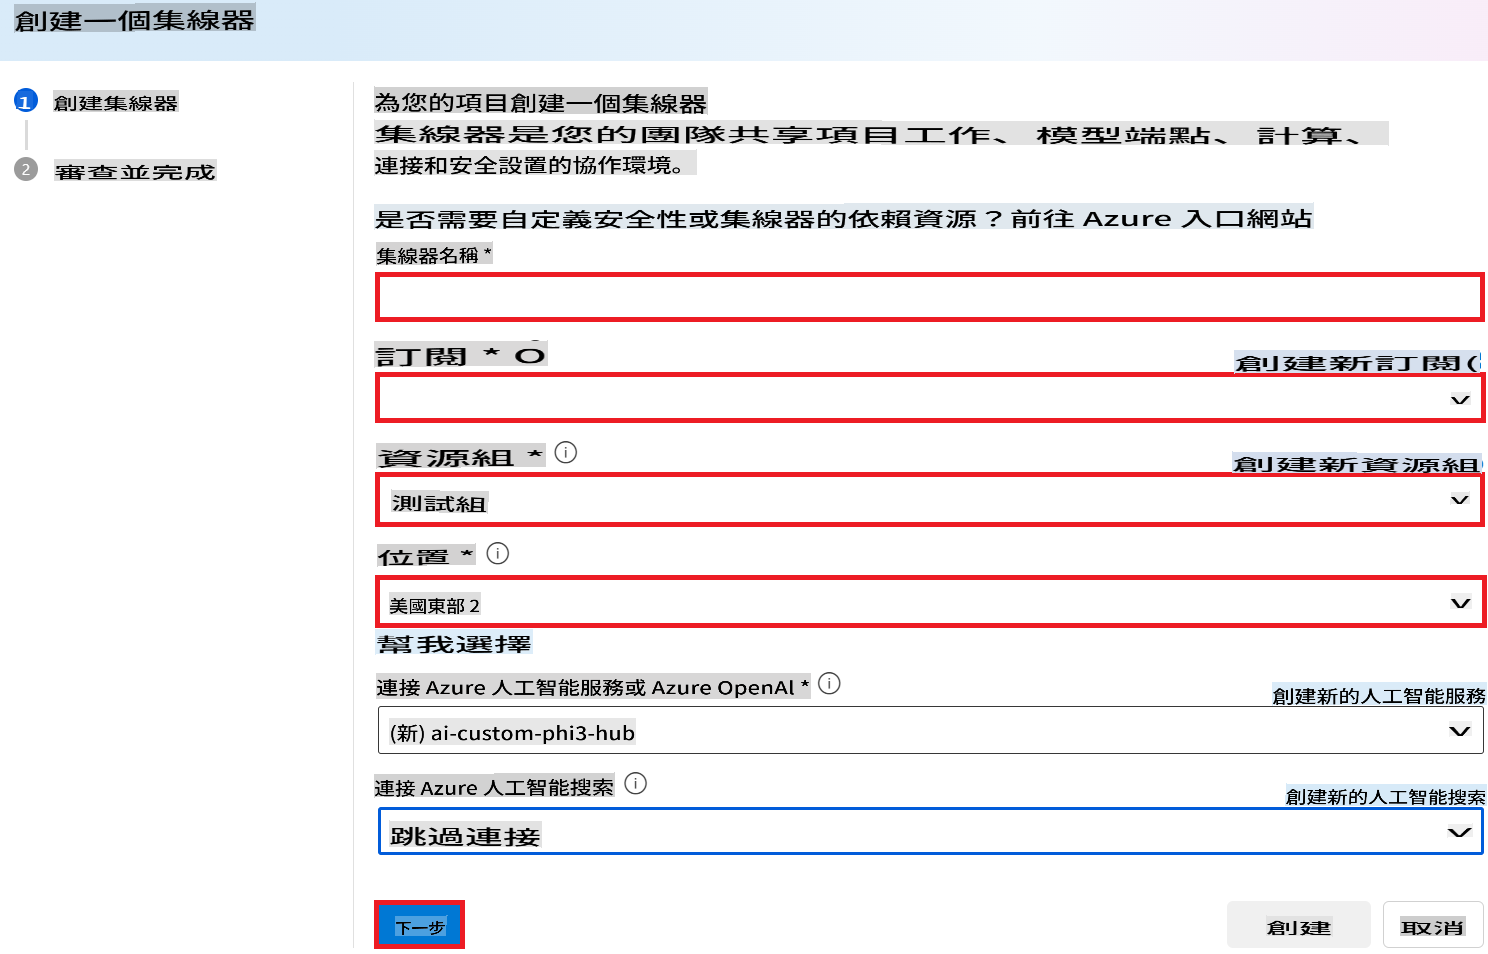 創建一個集線器
1 創建集線器
2 審查並完成
為您的項目創建一個集線器
集線器是您的團隊共享項目工作、模型端點、計算、
連接和安全設置的協作環境。
是否需要自定義安全性或集線器的依賴資源？前往 Azure 入口網站
集線器名稱 *
訂閱 *
創建新訂閱
資源組 *
創建新資源組
測試組
位置 *
美國東部 2
幫我選擇
連接 Azure 人工智能服務或 Azure OpenAl *
創建新的人工智能服務
(新) ai-custom-phi3-hub
連接 Azure 人工智能搜索
創建新的人工智能搜索
跳過連接
下一步
創建
取消